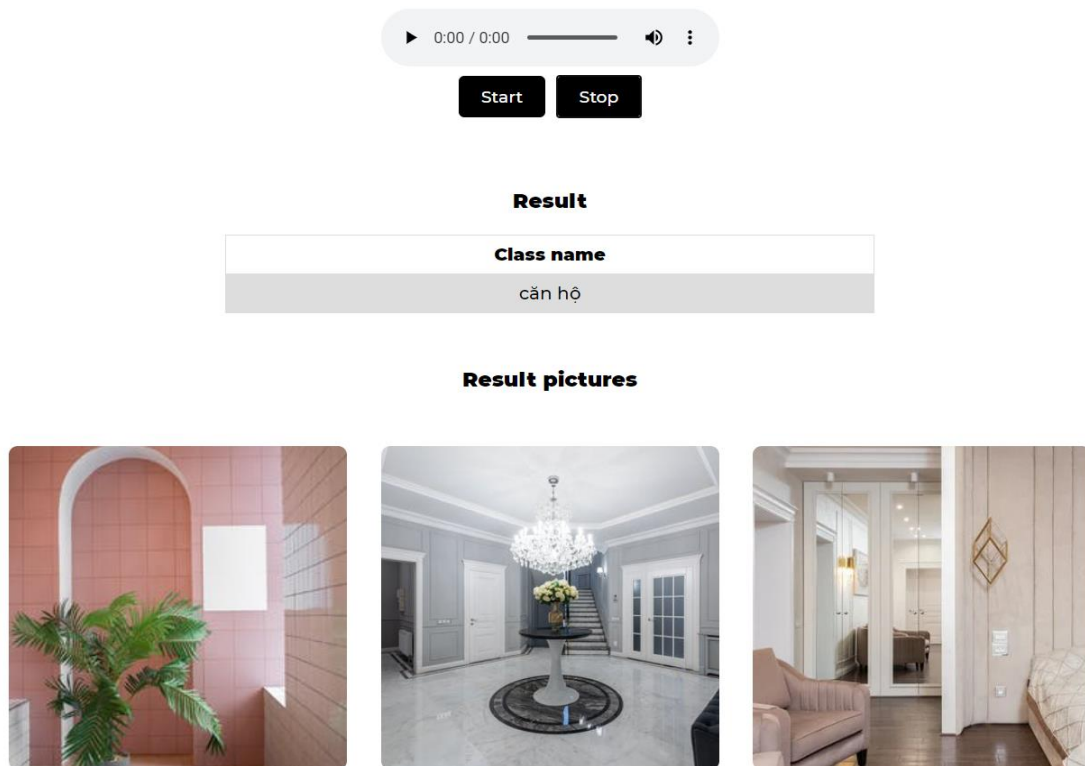 0:00 / 0:00
Start Stop
Result
Class name
căn hộ
Result pictures